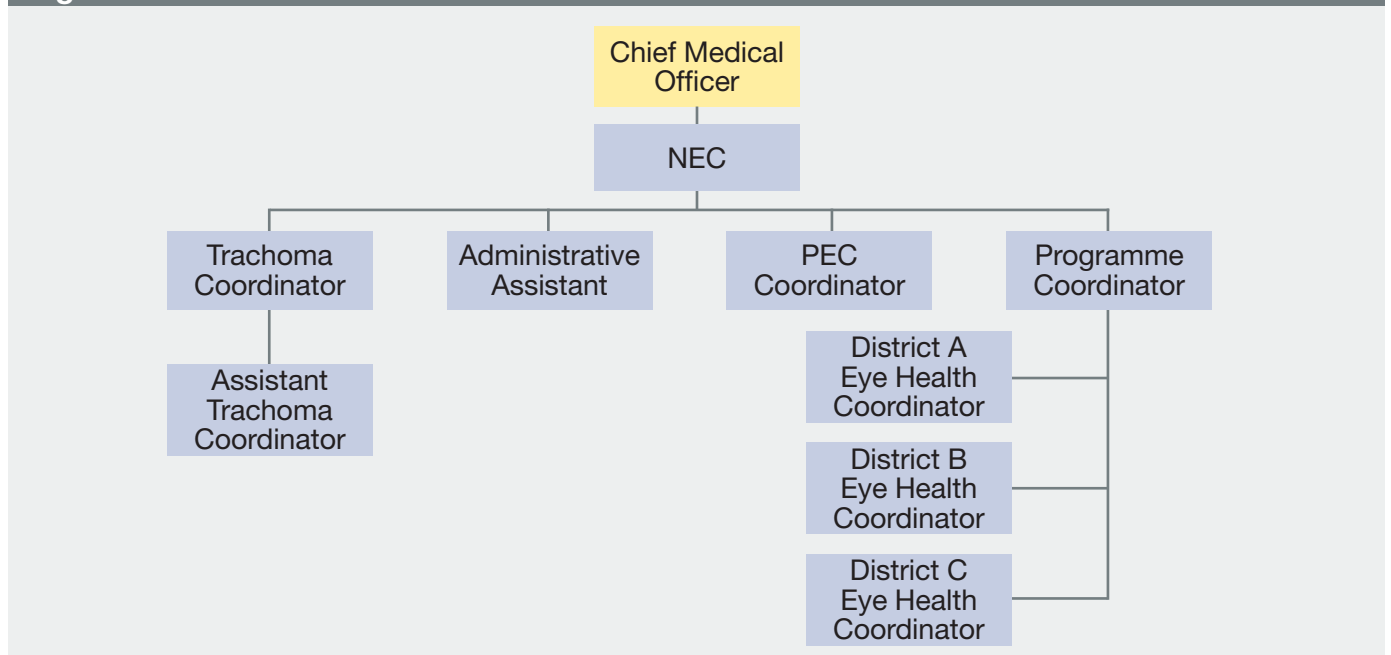 Chief Medical
Officer
NEC
Trachoma
Coordinator
Administrative
Assistant
PEC
Coordinator
Programme
Coordinator
Assistant
Trachoma
Coordinator
District A
Eye Health
Coordinator
District B
Eye Health
Coordinator
District C
Eye Health
Coordinator